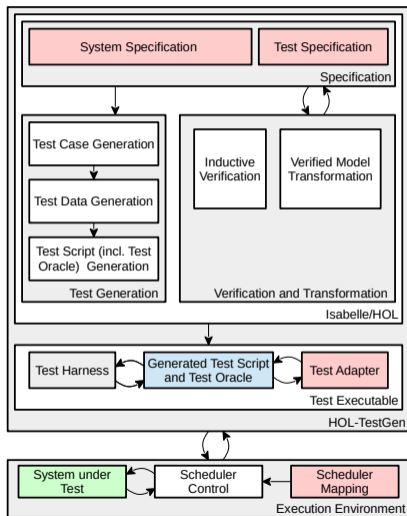 System Specification
Test Specification
Specification
Test Case Generation
Test Data Generation
Test Script (incl. Test
Oracle) Generation
Test Generation
Inductive
Verification
Verified Model
Transformation
Verification and Transformation
Isabelle/HOL
Test Harness
Generated Test Script
and Test Oracle
Test Adapter
Test Executable
HOL-TestGen
System under
Test
Scheduler
Control
Scheduler
Mapping
Execution Environment